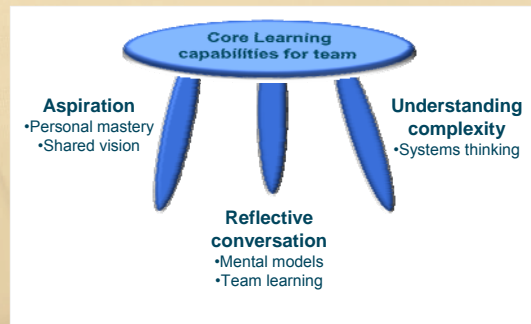 Core Learning
capabilities for team
Aspiration
•Personal mastery
•Shared vision
Understanding
complexity
•Systems thinking
Reflective
conversation
•Mental models
•Team learning